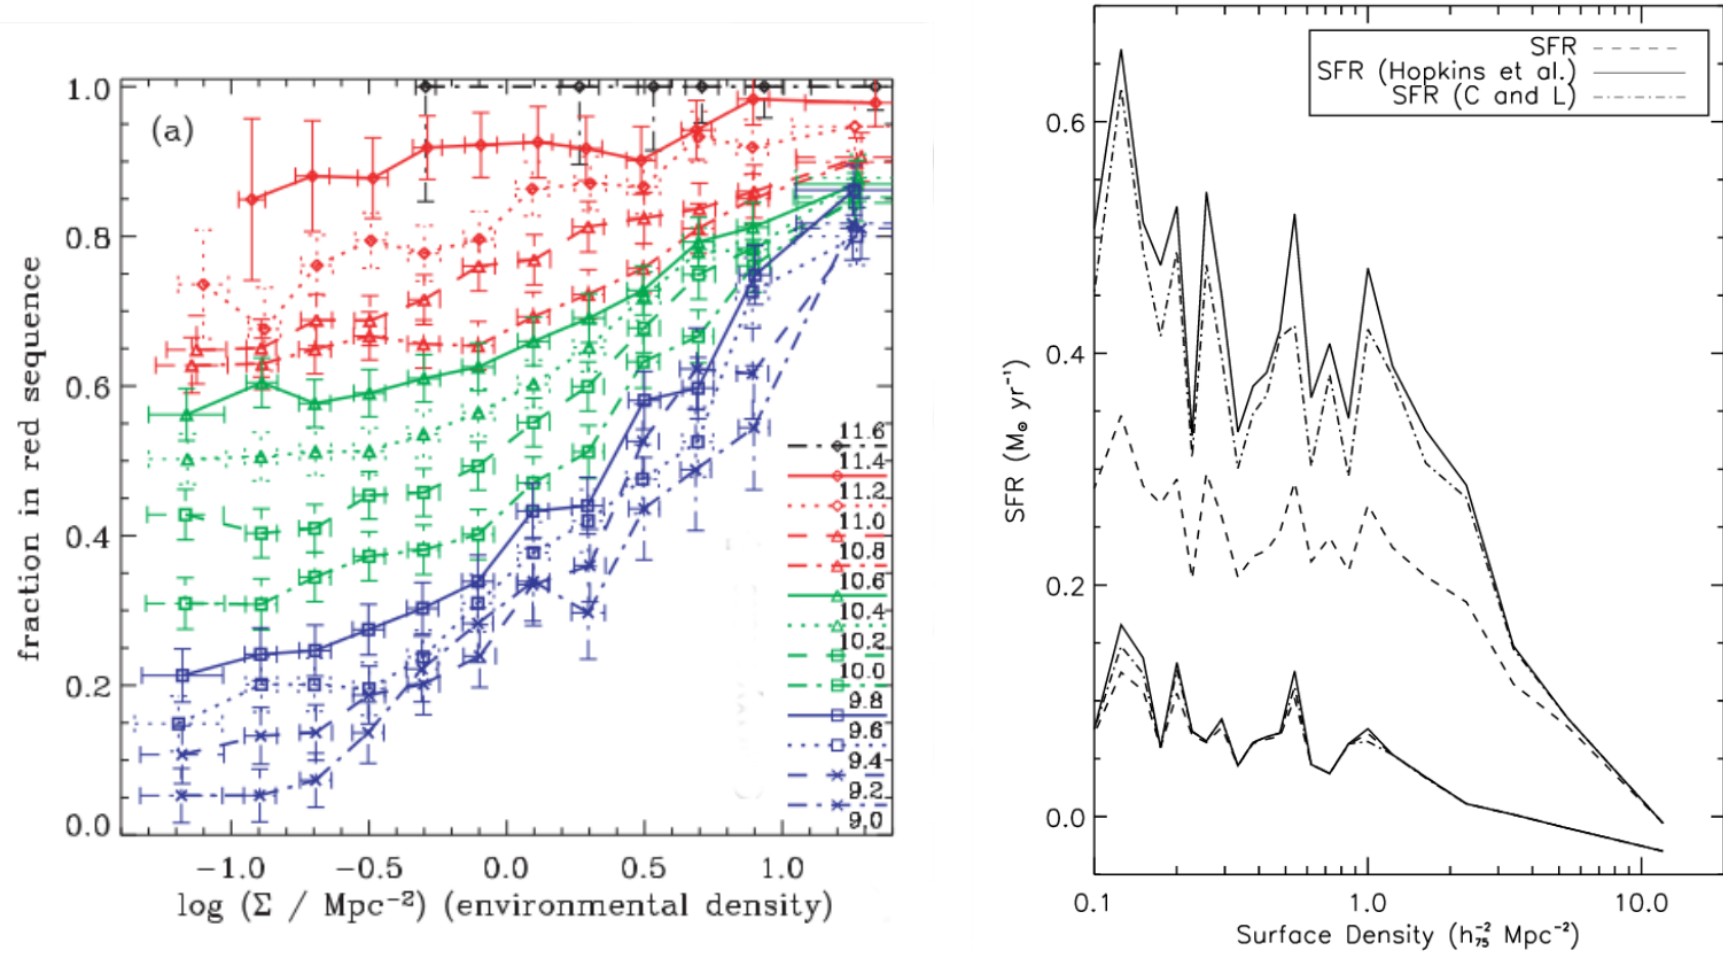 (a)
1.0
0.8
0.6
0.4
0.2
0.0
fraction in red sequence
−1.0 −0.5 0.0 0.5 1.0
log (Σ / Mpc⁻²) (environmental density)
11.6
11.4
11.2
11.0
10.8
10.6
10.4
10.2
10.0
9.8
9.6
9.4
9.2
9.0
SFR
SFR (Hopkins et al.)
SFR (C and L)
0.6
0.4
0.2
0.0
SFR (M⊙ yr⁻¹)
0.1 1.0 10.0
Surface Density (h₇₅⁻² Mpc⁻²)